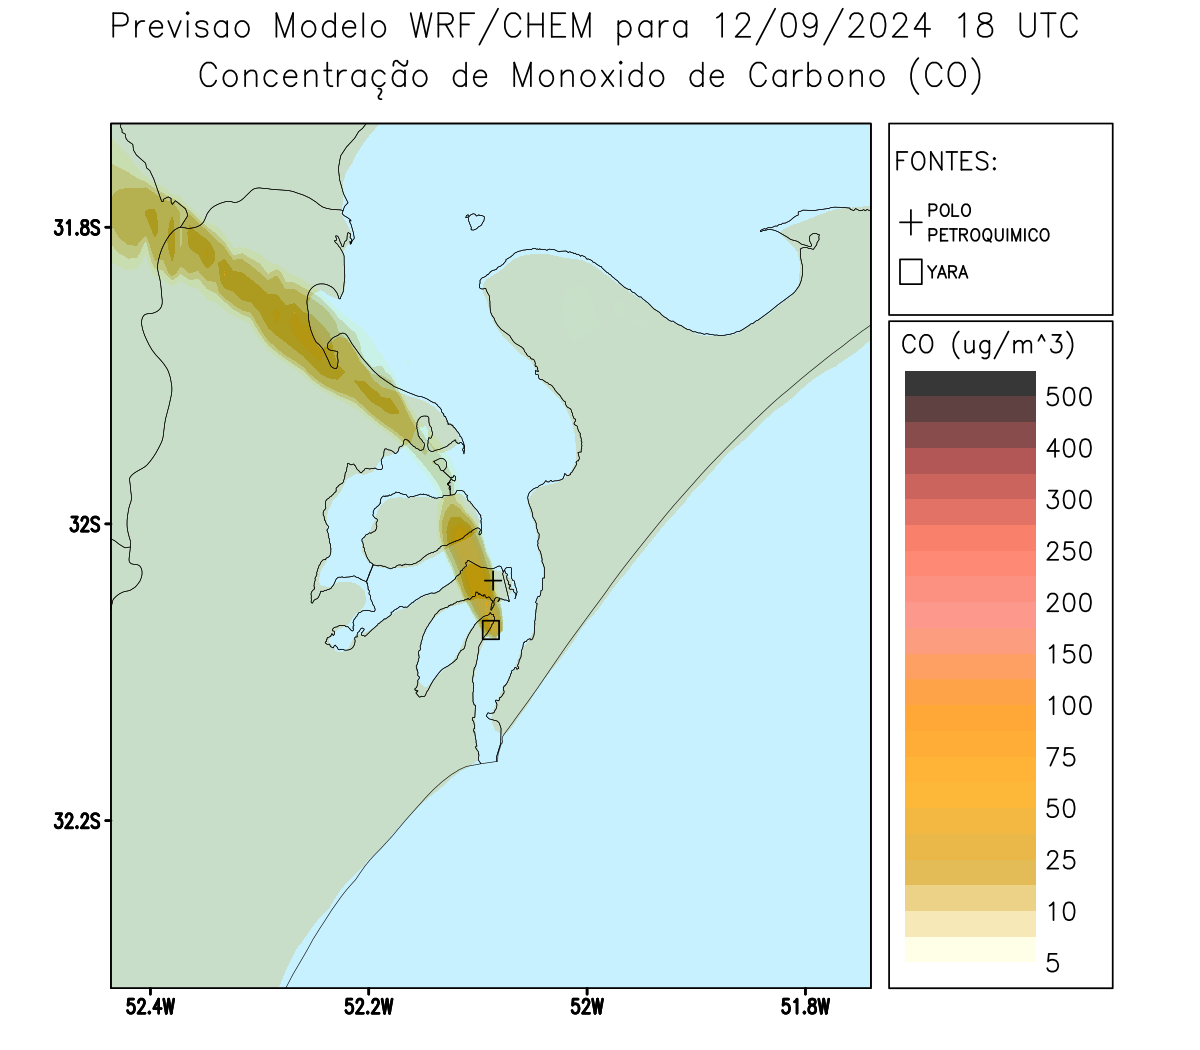 Previsao Modelo WRF/CHEM para 12/09/2024 18 UTC
Concentração de Monoxido de Carbono (CO)
FONTES:
POLO
PETROQUIMICO
YARA
CO (ug/m^3)
500
400
300
250
200
150
100
75
50
25
10
5
31.8S
32S
32.2S
52.4W
52.2W
52W
51.8W